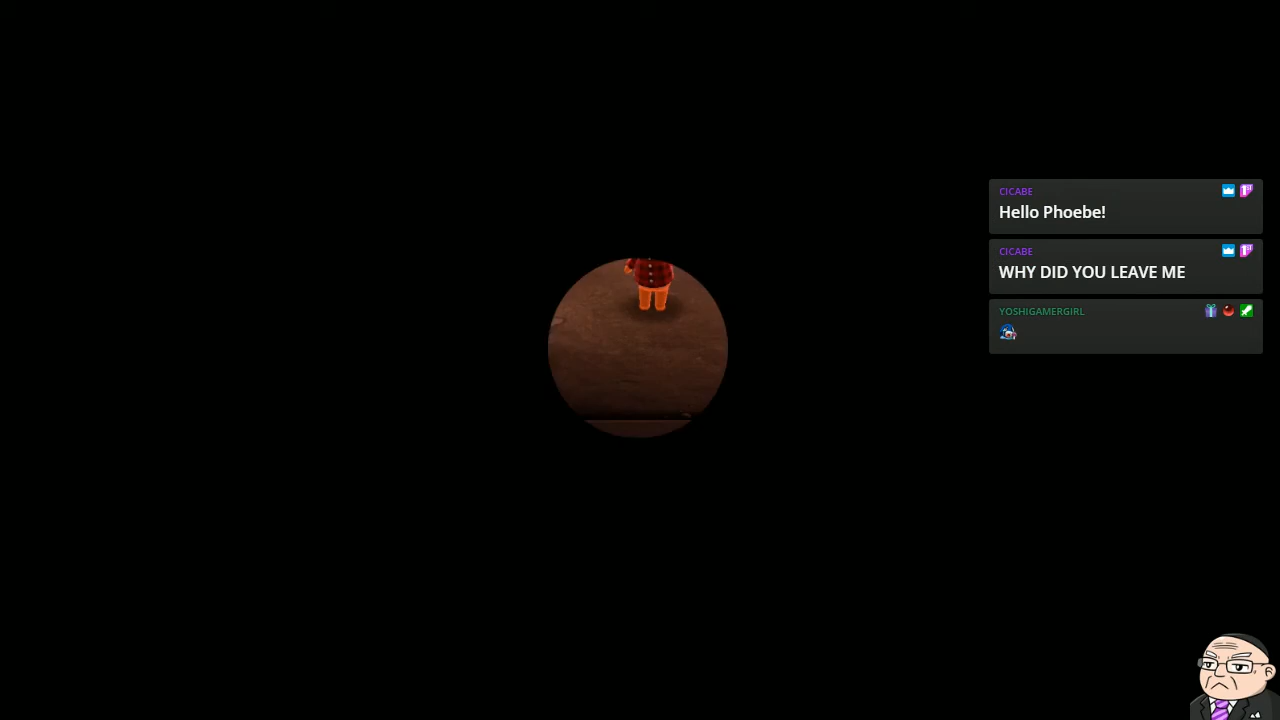 CICABE
Hello Phoebe!
CICABE
WHY DID YOU LEAVE ME
YOSHIGAMERGIRL